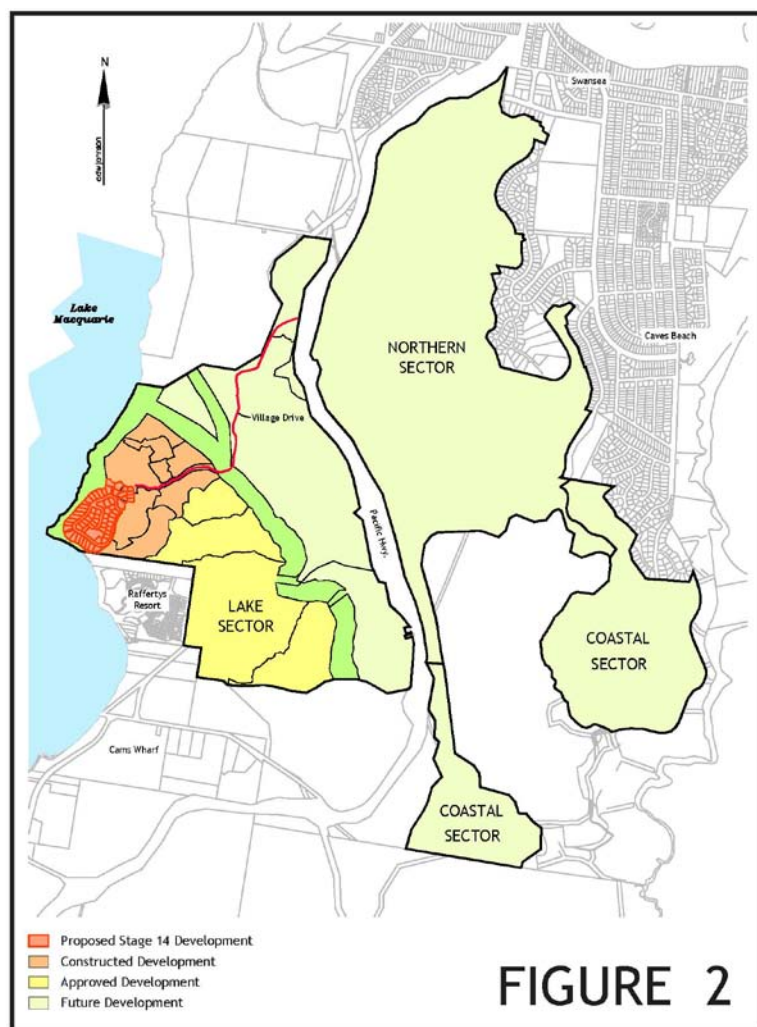 N
Swansea
Lake
Macquarie
NORTHERN
SECTOR
Caves Beach
Village Drive
Pacific Hwy.
Raffertys
Resort
LAKE
SECTOR
COASTAL
SECTOR
Cams Wharf
COASTAL
SECTOR
Proposed Stage 14 Development
Constructed Development
Approved Development
Future Development
FIGURE 2